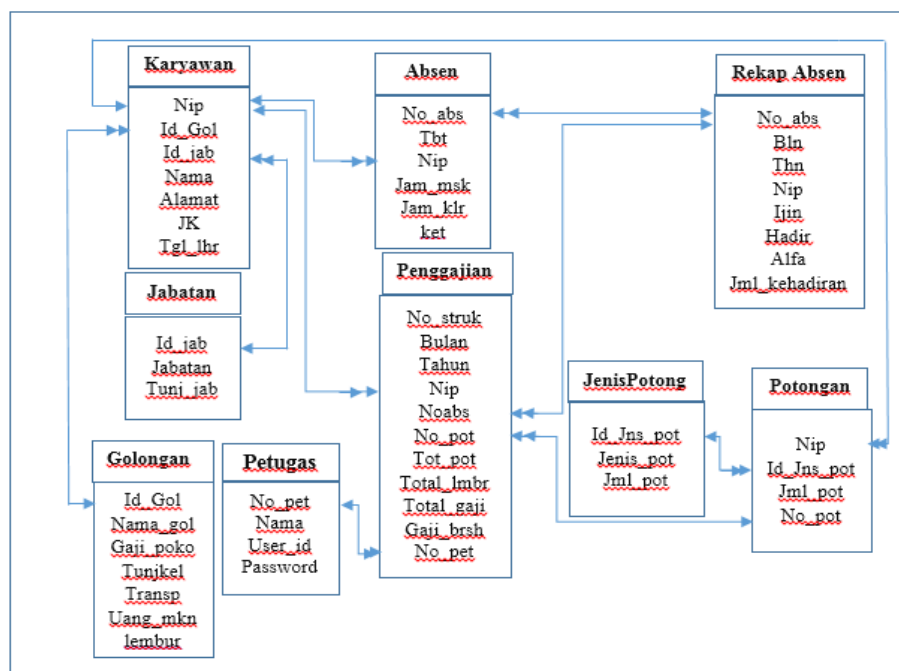 Karyawan
Nip
Id_Gol
Id_jab
Nama
Alamat
JK
Tgl_lhr
Absen
No_abs
Tbt
Nip
Jam_msk
Jam_klr
ket
Rekap Absen
No_abs
Bln
Thn
Nip
Ijin
Hadir
Alfa
Jml_kehadiran
Jabatan
Id_jab
Jabatan
Tunj_jab
Penggajian
No_struk
Bulan
Tahun
Nip
Noabs
No_pot
Tot_pot
Total_lmbr
Total_gaji
Gaji_brsh
No_pet
JenisPotong
Id_Jns_pot
Jenis_pot
Jml_pot
Potongan
Nip
Id_Jns_pot
Jml_pot
No_pot
Golongan
Id_Gol
Nama_gol
Gaji_poko
Tunjkel
Transp
Uang_mkn
lembur
Petugas
No_pet
Nama
User_id
Password